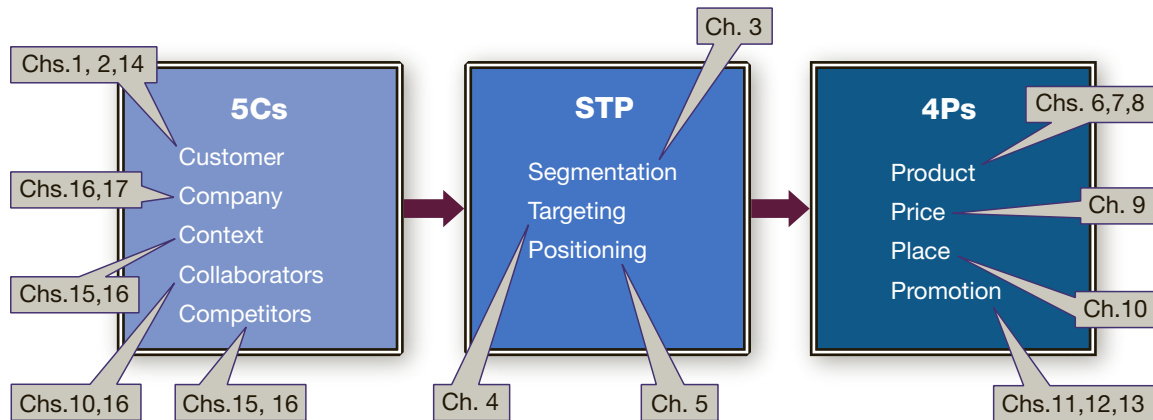 Ch. 3
Chs.1, 2,14
5Cs
Customer
Company
Context
Collaborators
Competitors
Chs.16,17
Chs.15,16
Chs.10,16
Chs.15, 16
STP
Segmentation
Targeting
Positioning
Ch. 4
Ch. 5
4Ps
Product
Price
Place
Promotion
Chs. 6,7,8
Ch. 9
Ch.10
Chs.11,12,13